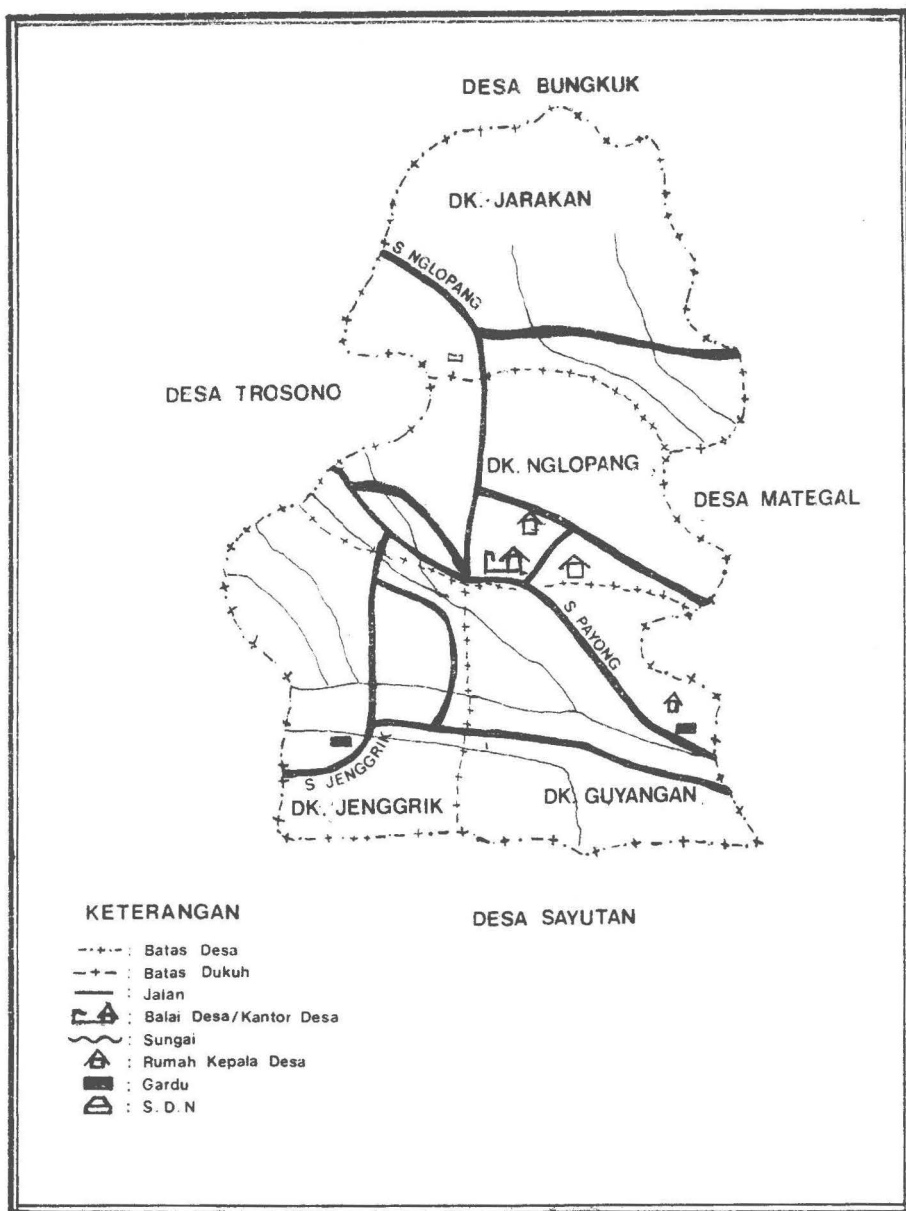 DESA BUNGKUK
DK. JARAKAN
S NGLOPANG
DESA TROSONO
DK. NGLOPANG
DESA MATEGAL
S PAYONG
S JENGGRIK
DK. JENGGRIK
DK. GUYANGAN
DESA SAYUTAN
KETERANGAN
: Batas Desa
: Batas Dukuh
: Jalan
: Balai Desa/Kantor Desa
: Sungai
: Rumah Kepala Desa
: Gardu
: S.D.N